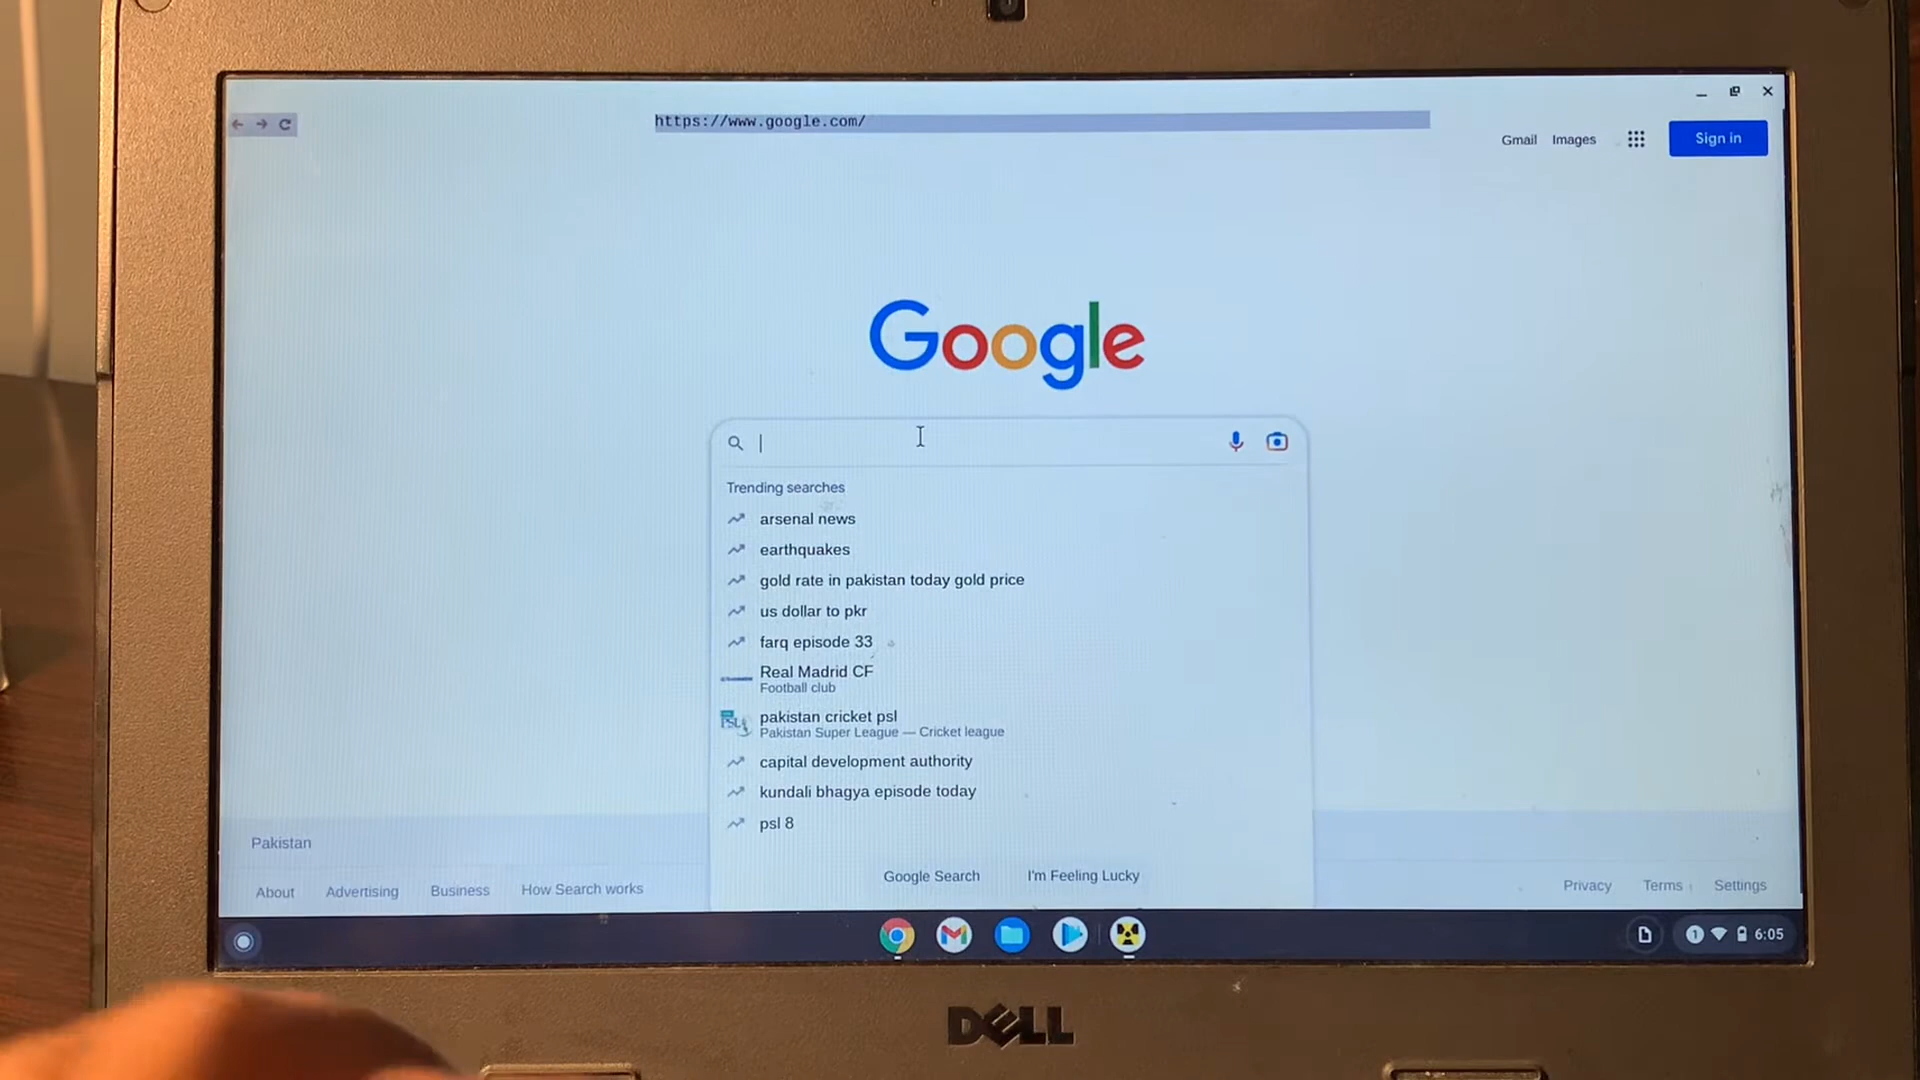 https://www.google.com/
Gmail Images Sign in
Google
Trending searches
arsenal news
earthquakes
gold rate in pakistan today gold price
us dollar to pkr
farq episode 33
Real Madrid CF
Football club
PSL
pakistan cricket psl
Pakistan Super League — Cricket league
capital development authority
kundali bhagya episode today
psl 8
Google Search I'm Feeling Lucky
Pakistan
About Advertising Business How Search works Privacy Terms Settings
1 6:05
DELL